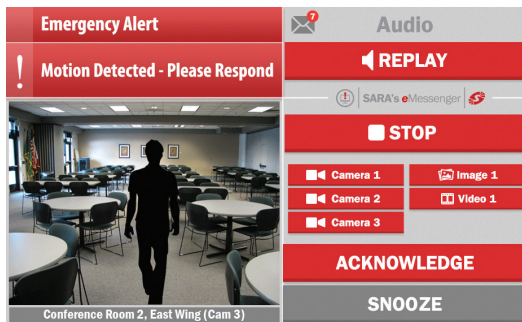 Emergency Alert
! Motion Detected - Please Respond
Conference Room 2, East Wing (Cam 3)
7
Audio
REPLAY
SARA's eMessenger
STOP
Camera 1
Image 1
Camera 2
Video 1
Camera 3
ACKNOWLEDGE
SNOOZE